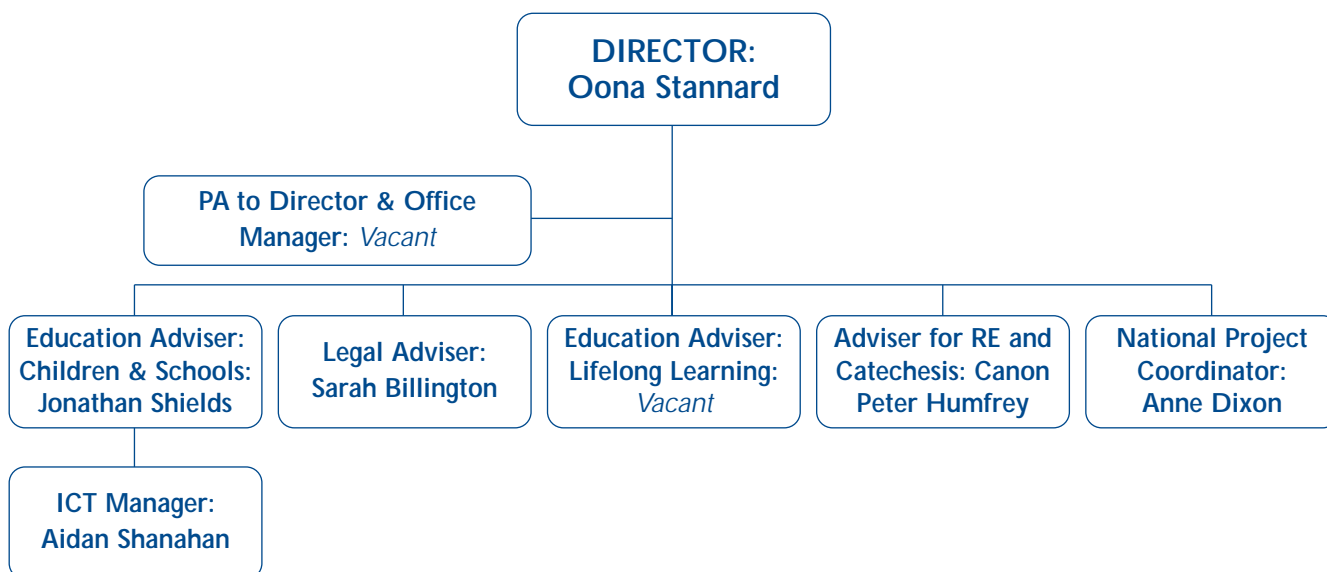 DIRECTOR:
Oona Stannard
PA to Director & Office
Manager: Vacant
Education Adviser:
Children & Schools:
Jonathan Shields
Legal Adviser:
Sarah Billington
Education Adviser:
Lifelong Learning:
Vacant
Adviser for RE and
Catechesis: Canon
Peter Humfrey
National Project
Coordinator:
Anne Dixon
ICT Manager:
Aidan Shanahan